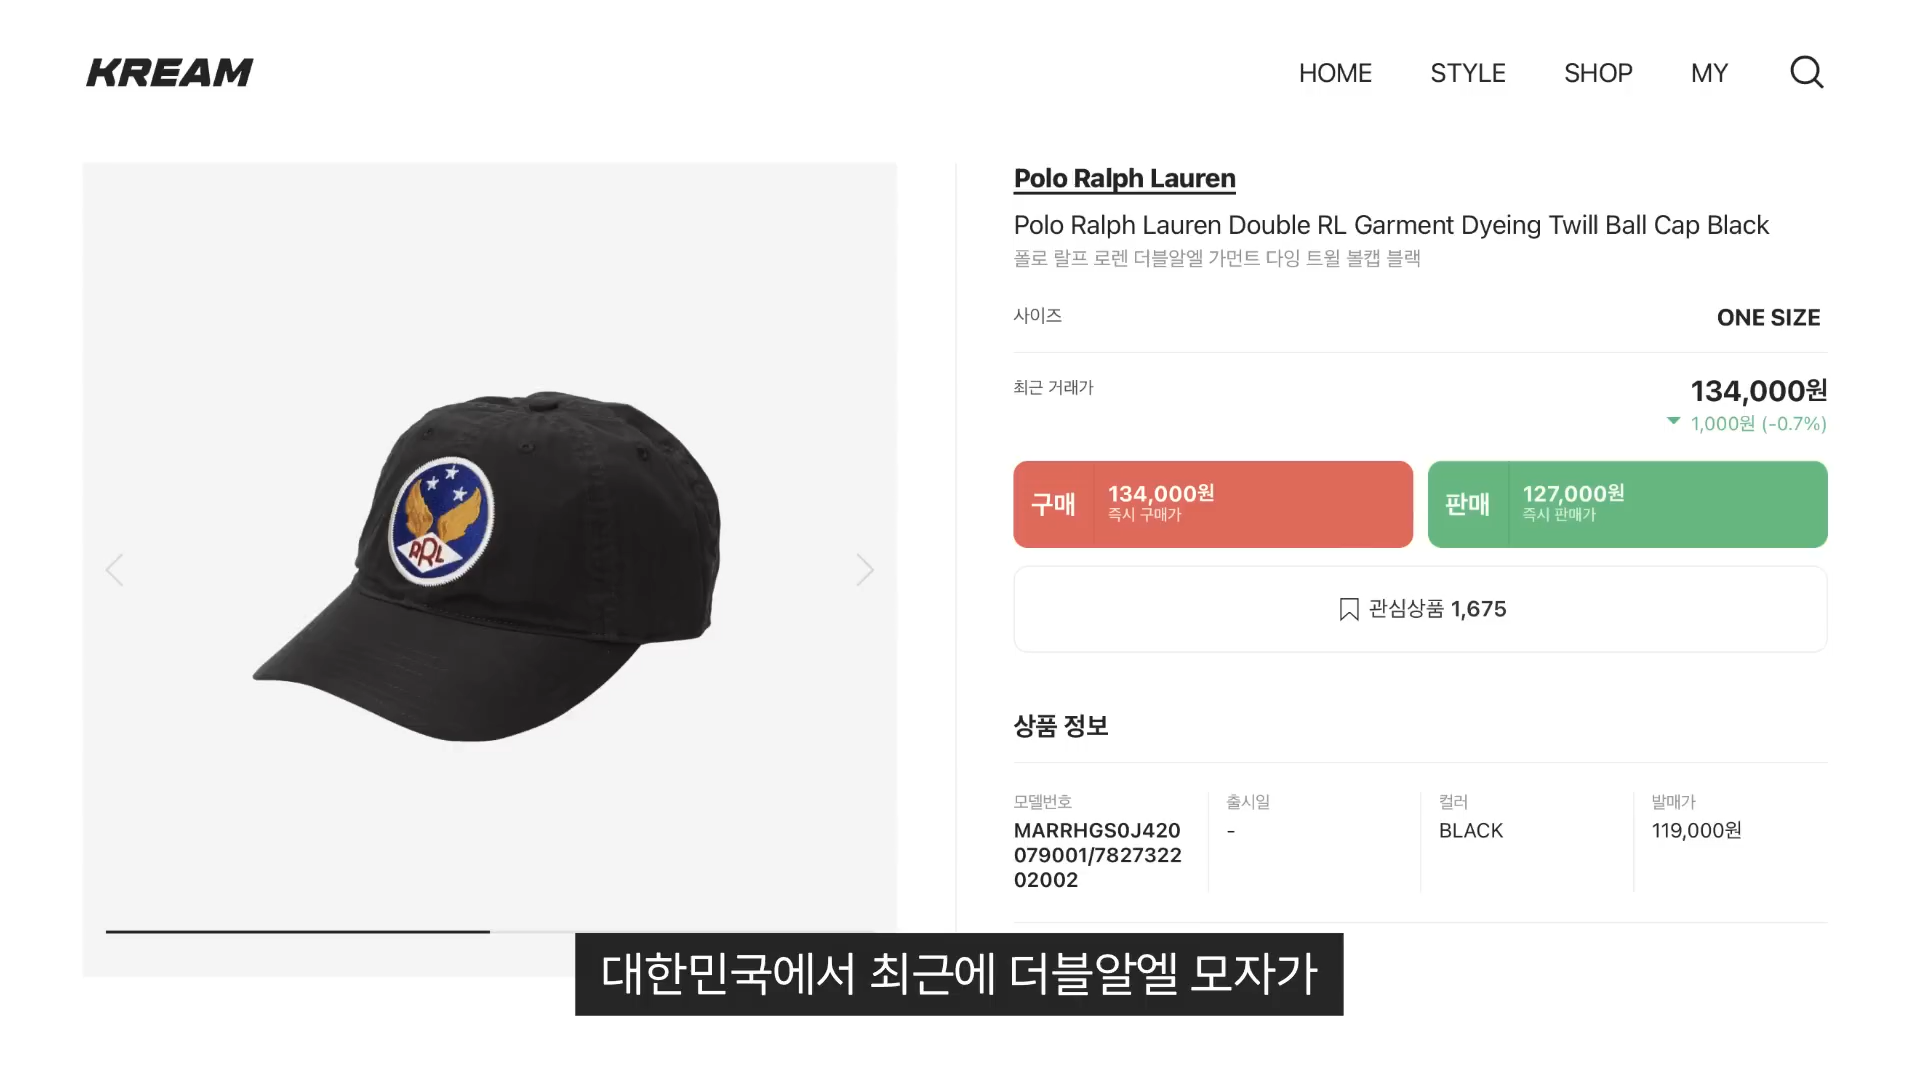 KREAM
HOME STYLE SHOP MY
Polo Ralph Lauren
Polo Ralph Lauren Double RL Garment Dyeing Twill Ball Cap Black
폴로 랄프 로렌 더블알엘 가먼트 다잉 트윌 볼캡 블랙
사이즈
ONE SIZE
최근 거래가
134,000원
1,000원 (-0.7%)
구매
134,000원
즉시 구매가
판매
127,000원
즉시 판매가
관심상품 1,675
RRL
상품 정보
모델번호
MARRHGS0J420
079001/7827322
02002
출시일
-
컬러
BLACK
발매가
119,000원
대한민국에서 최근에 더블알엘 모자가